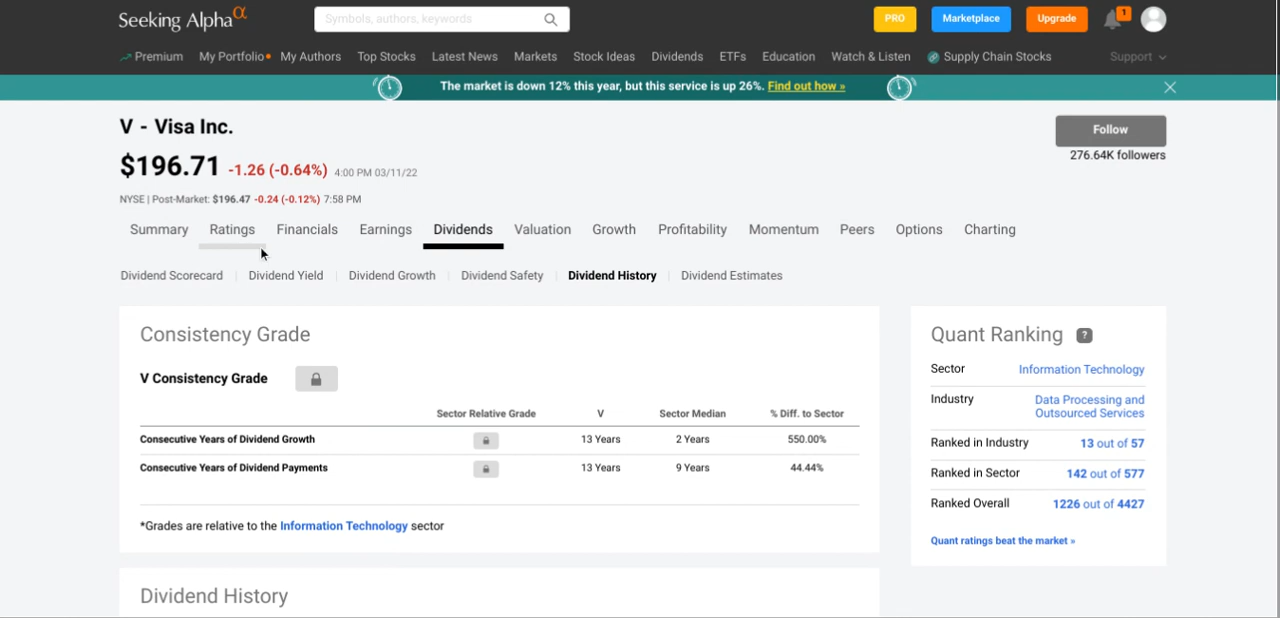 Seeking Alpha α
Symbols, authors, keywords
PRO
Marketplace
Upgrade
1
Premium My Portfolio My Authors Top Stocks Latest News Markets Stock Ideas Dividends ETFs Education Watch & Listen Supply Chain Stocks Support
The market is down 12% this year, but this service is up 26%. Find out how »
V - Visa Inc.
Follow
$196.71 -1.26 (-0.64%) 4:00 PM 03/11/22
276.64K followers
NYSE | Post-Market: $196.47 -0.24 (-0.12%) 7:58 PM
Summary Ratings Financials Earnings Dividends Valuation Growth Profitability Momentum Peers Options Charting
Dividend Scorecard | Dividend Yield | Dividend Growth | Dividend Safety | Dividend History | Dividend Estimates
Consistency Grade
V Consistency Grade
Sector Relative Grade V Sector Median % Diff. to Sector
Consecutive Years of Dividend Growth 13 Years 2 Years 550.00%
Consecutive Years of Dividend Payments 13 Years 9 Years 44.44%
*Grades are relative to the Information Technology sector
Dividend History
Quant Ranking ?
Sector Information Technology
Industry Data Processing and
Outsourced Services
Ranked in Industry 13 out of 57
Ranked in Sector 142 out of 577
Ranked Overall 1226 out of 4427
Quant ratings beat the market »